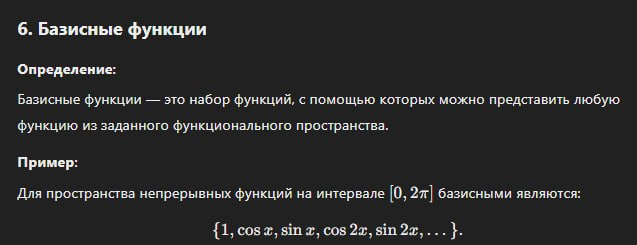 6. Базисные функции
Определение:
Базисные функции — это набор функций, с помощью которых можно представить любую
функцию из заданного функционального пространства.
Пример:
Для пространства непрерывных функций на интервале [0, 2π] базисными являются:
{1, cos x, sin x, cos 2x, sin 2x, … }.